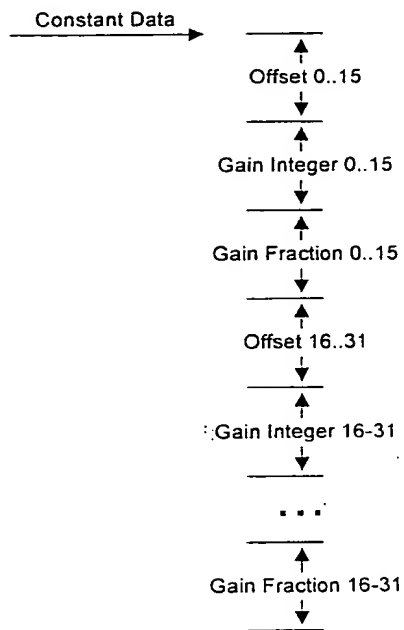 Constant Data
Offset 0..15
Gain Integer 0..15
Gain Fraction 0..15
Offset 16..31
Gain Integer 16-31
...
Gain Fraction 16-31